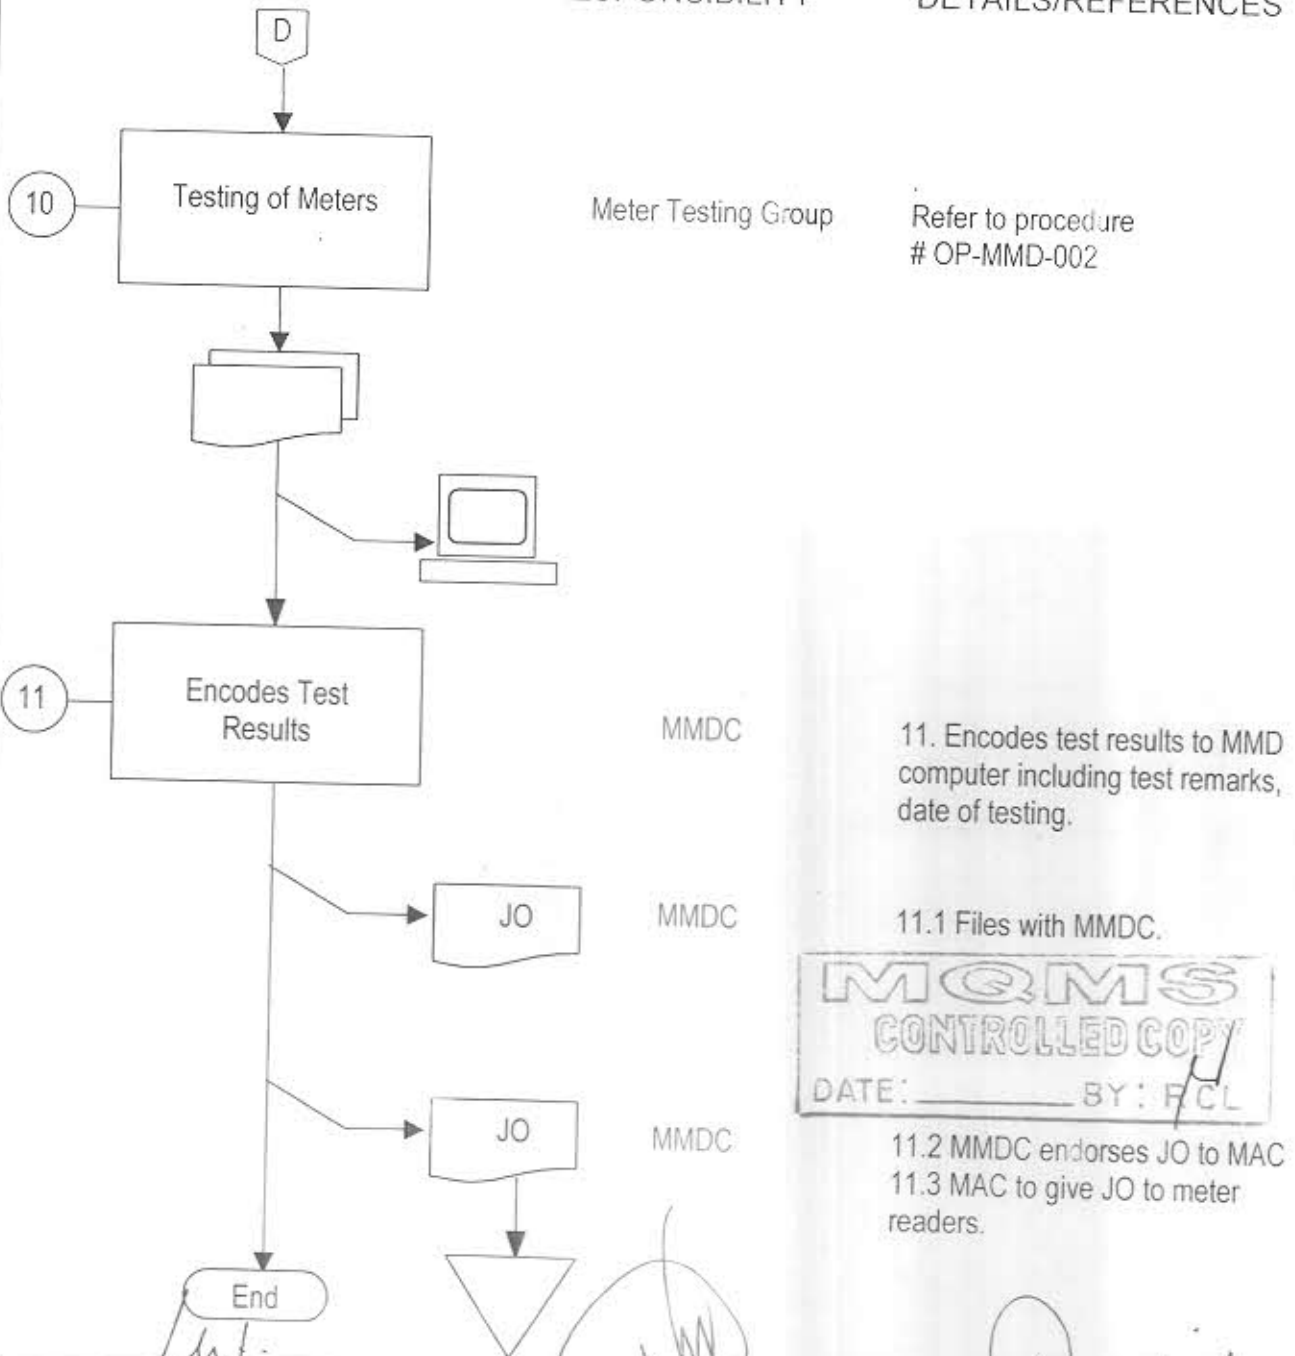 DETAILS/REFERENCES
D
10
Testing of Meters
Meter Testing Group
Refer to procedure
# OP-MMD-002
11
Encodes Test
Results
MMDC
11. Encodes test results to MMD
computer including test remarks,
date of testing.
JO
MMDC
11.1 Files with MMDC.
MQMS
CONTROLLED COPY
DATE: BY: RCL
JO
MMDC
11.2 MMDC endorses JO to MAC
11.3 MAC to give JO to meter
readers.
End